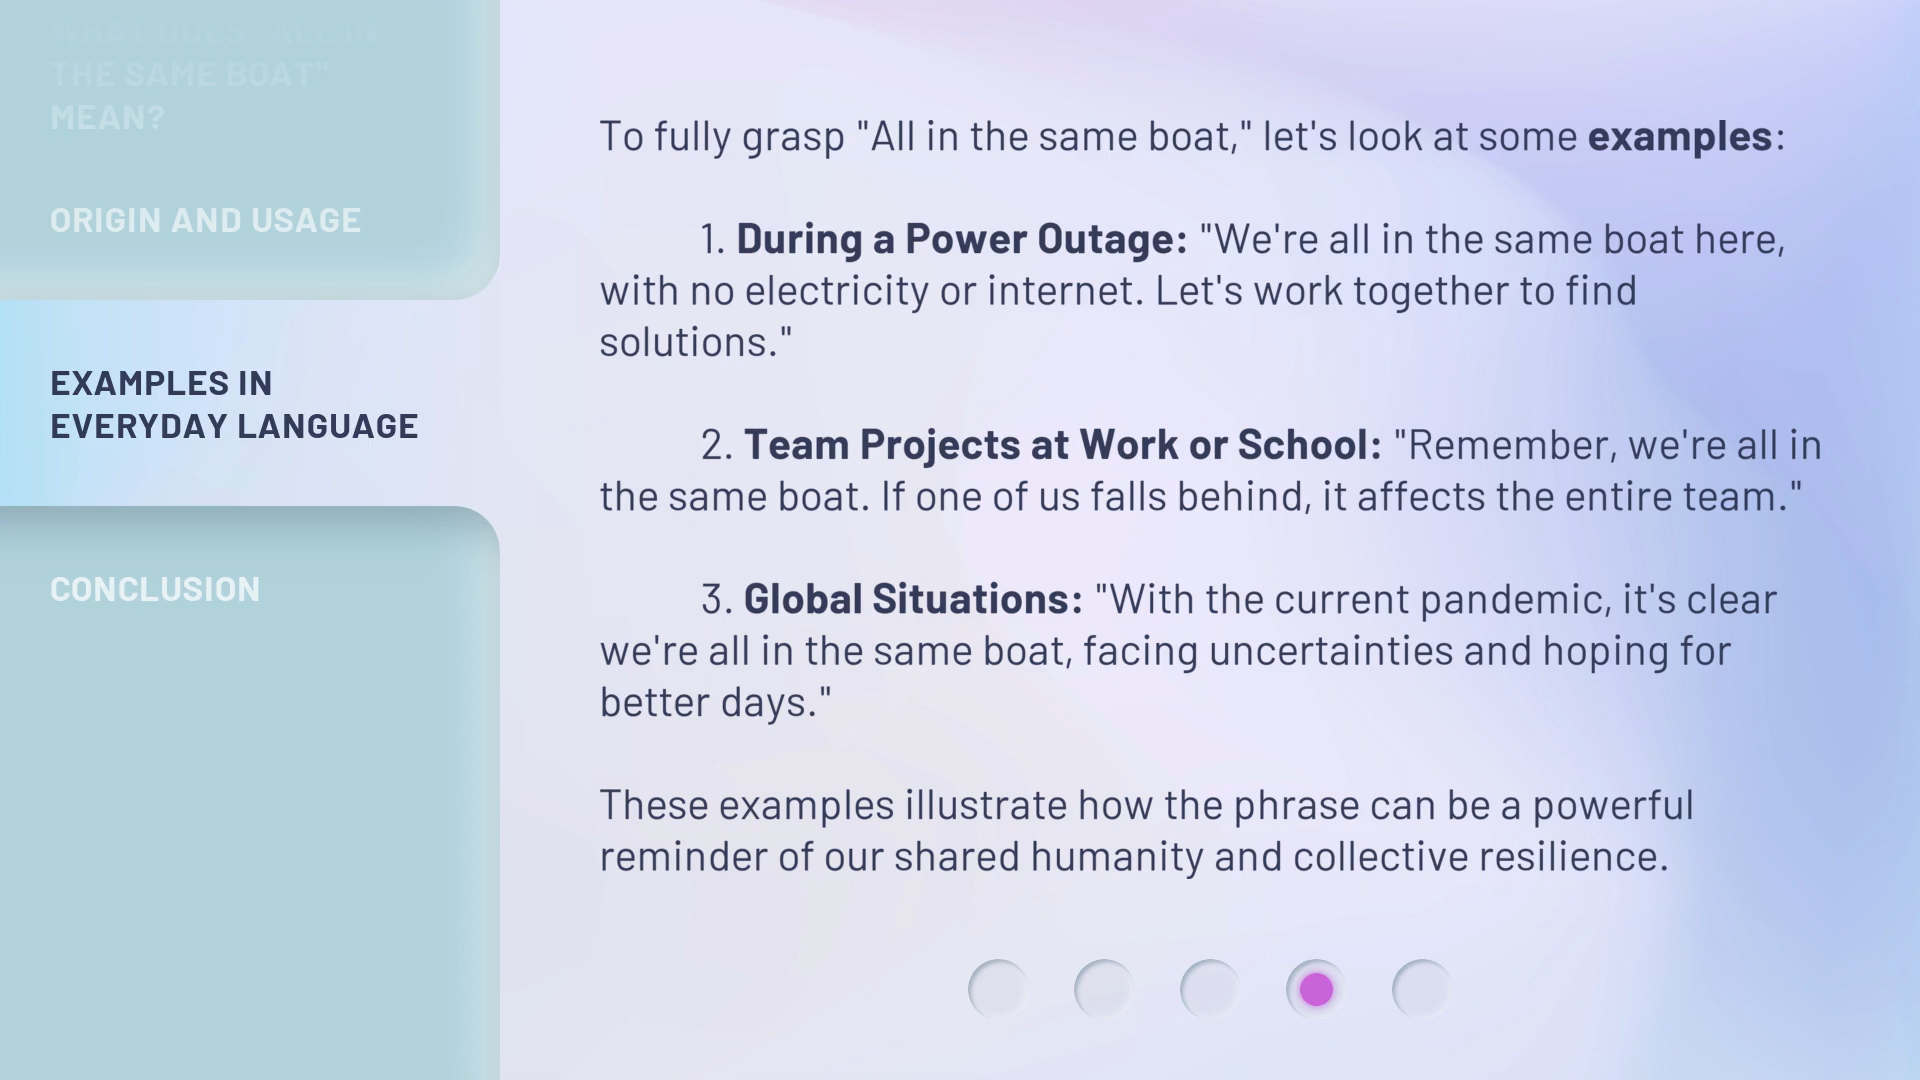 WHAT DOES "ALL IN
THE SAME BOAT"
MEAN?
ORIGIN AND USAGE
EXAMPLES IN
EVERYDAY LANGUAGE
CONCLUSION
To fully grasp "All in the same boat," let's look at some examples:
1. During a Power Outage: "We're all in the same boat here,
with no electricity or internet. Let's work together to find
solutions."
2. Team Projects at Work or School: "Remember, we're all in
the same boat. If one of us falls behind, it affects the entire team."
3. Global Situations: "With the current pandemic, it's clear
we're all in the same boat, facing uncertainties and hoping for
better days."
These examples illustrate how the phrase can be a powerful
reminder of our shared humanity and collective resilience.